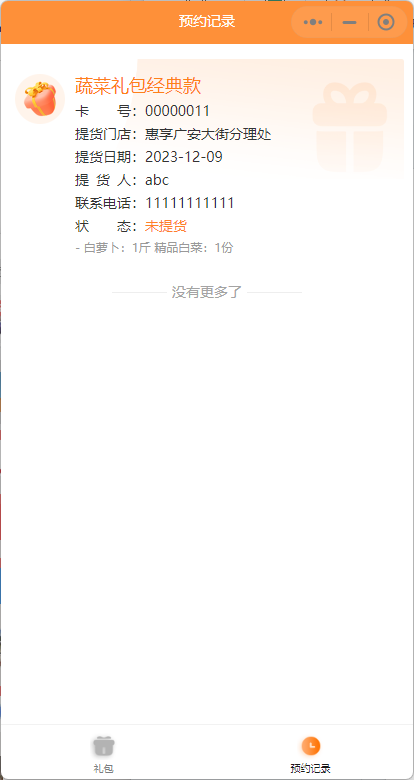 预约记录
蔬菜礼包经典款
卡　　号：00000011
提货门店：惠享广安大街分理处
提货日期：2023-12-09
提 货 人：abc
联系电话：11111111111
状　　态：未提货
- 白萝卜：1斤 精品白菜：1份
没有更多了
礼包
预约记录